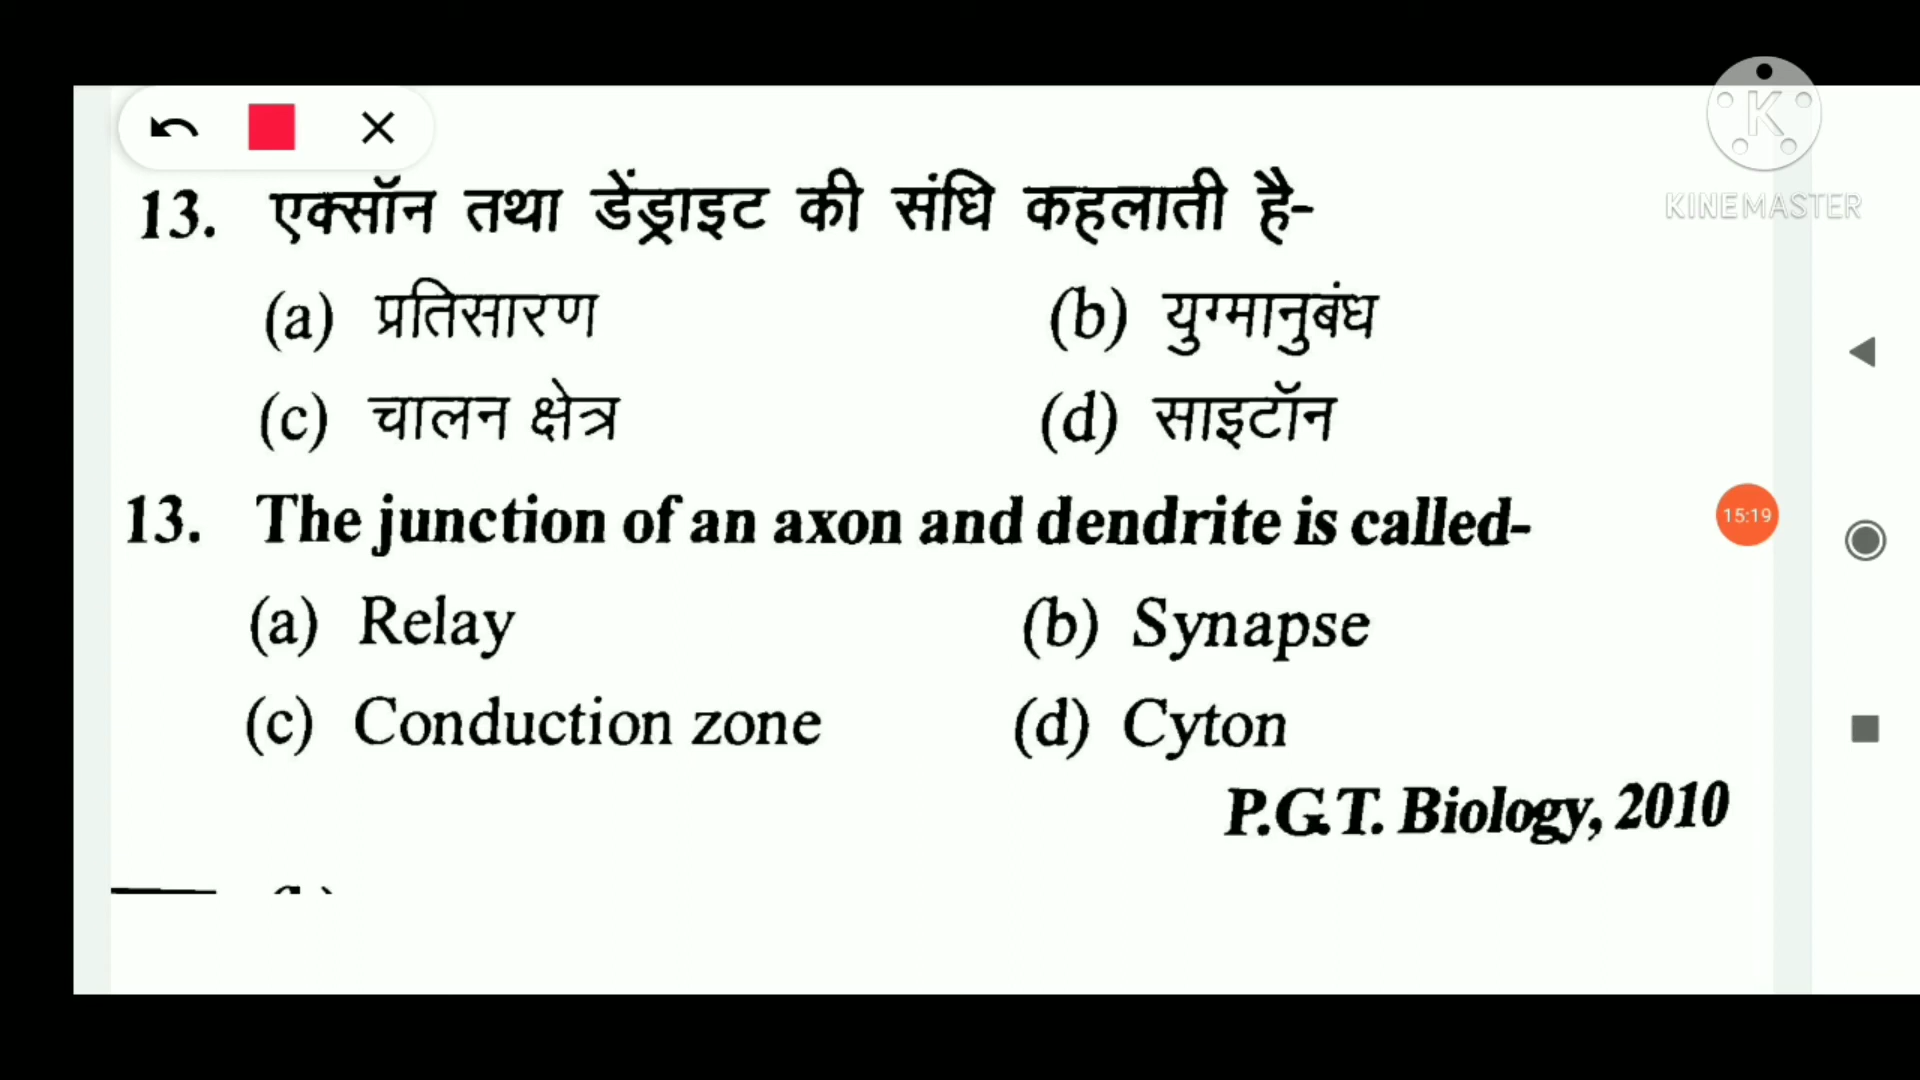 13. एक्सॉन तथा डेंड्राइट की संधि कहलाती है-
(a) प्रतिसारण (b) युग्मानुबंध
(c) चालन क्षेत्र (d) साइटॉन
13. The junction of an axon and dendrite is called-
(a) Relay (b) Synapse
(c) Conduction zone (d) Cyton
P.G.T. Biology, 2010
K
KINEMASTER
15:19